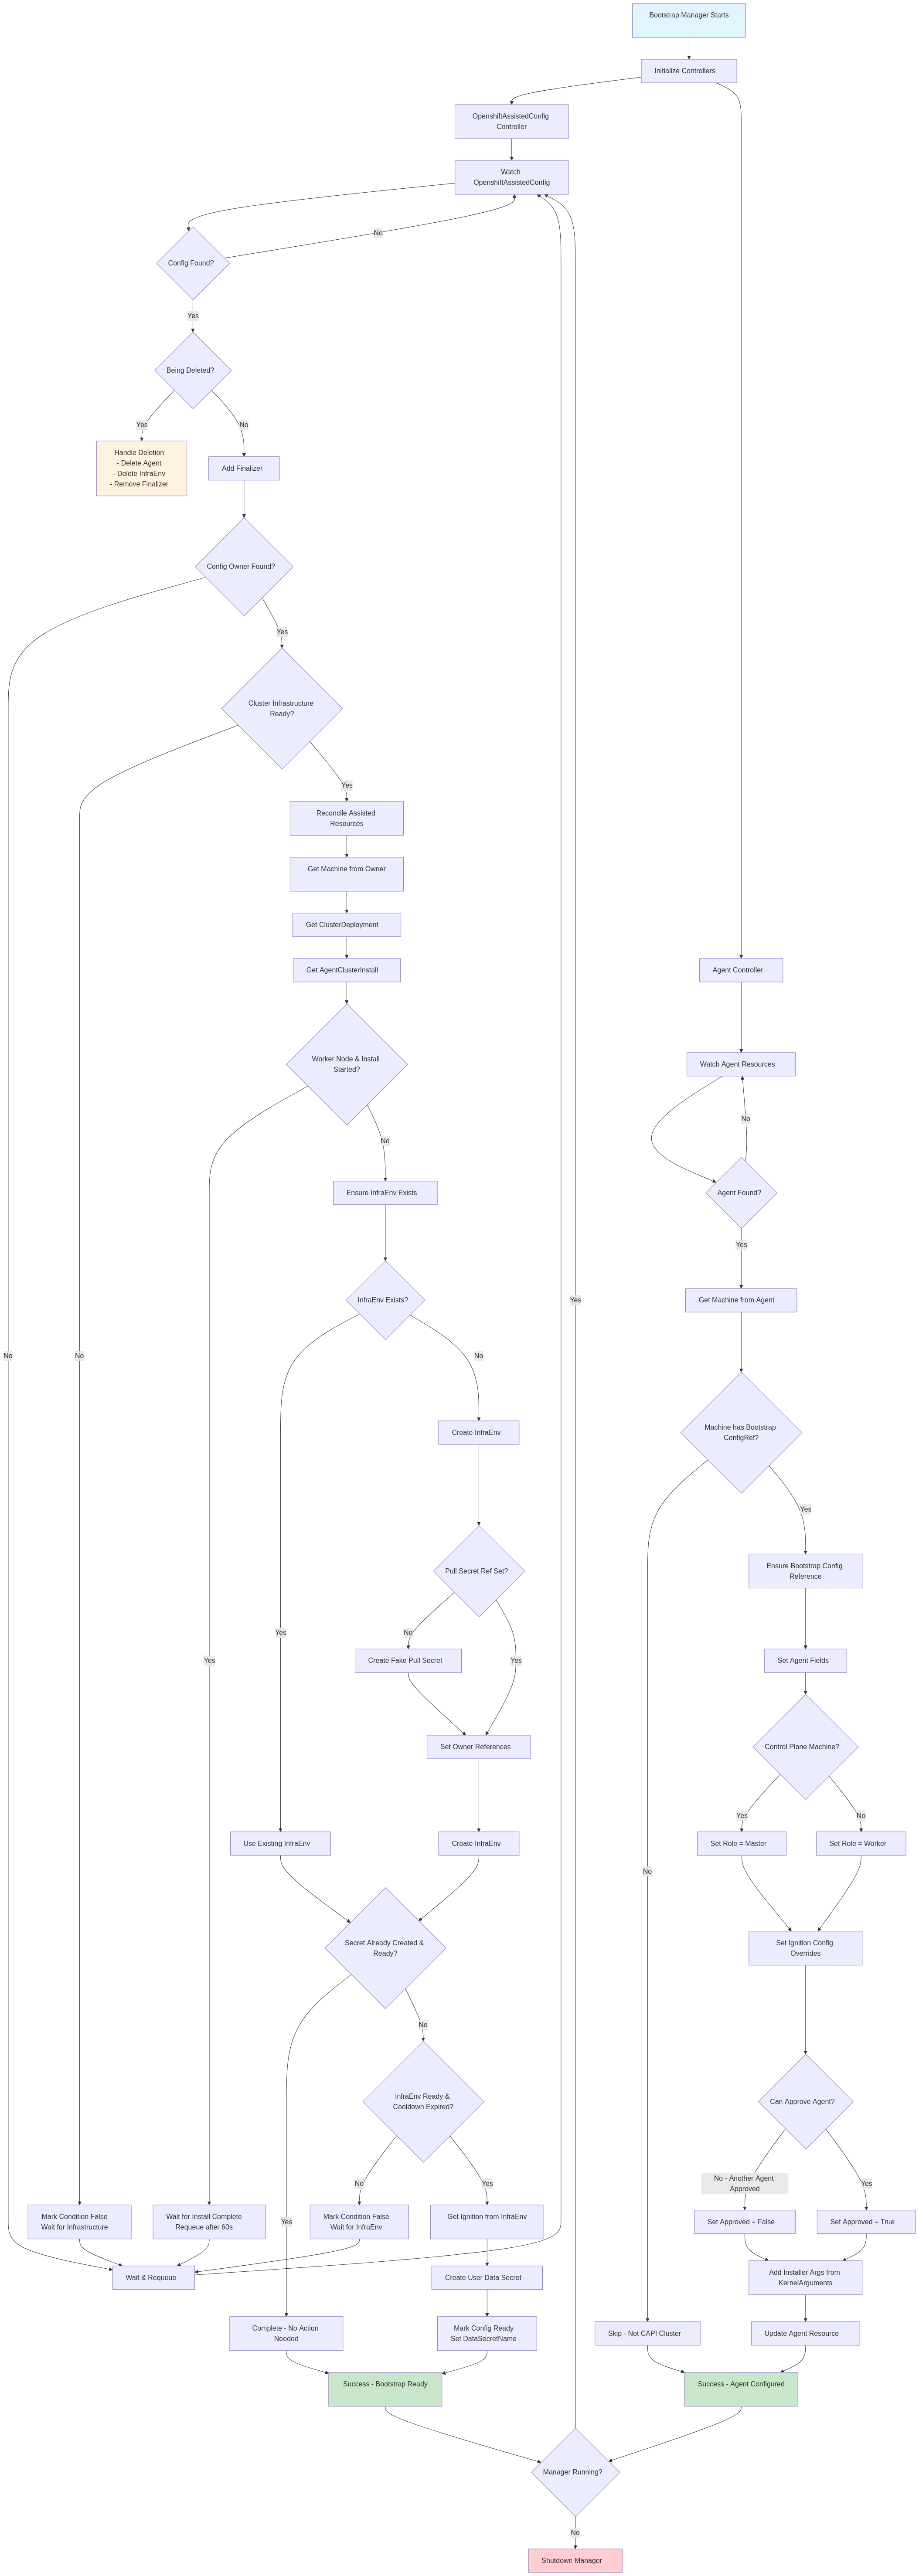 Bootstrap Manager Starts
Initialize Controllers
OpenshiftAssistedConfig
Controller
Watch
OpenshiftAssistedConfig
No
Config Found?
Yes
Being Deleted?
Yes
No
Handle Deletion
- Delete Agent
- Delete InfraEnv
- Remove Finalizer
Add Finalizer
Config Owner Found?
Yes
Cluster Infrastructure
Ready?
Yes
Reconcile Assisted
Resources
Get Machine from Owner
Get ClusterDeployment
Get AgentClusterInstall
Agent Controller
Worker Node & Install
Started?
Watch Agent Resources
No
No
Ensure InfraEnv Exists
Agent Found?
Yes
InfraEnv Exists?
Yes
Get Machine from Agent
No
No
No
Create InfraEnv
Machine has Bootstrap
ConfigRef?
Yes
Pull Secret Ref Set?
Ensure Bootstrap Config
Reference
Yes
No
Yes
Yes
Create Fake Pull Secret
Set Agent Fields
Set Owner References
Control Plane Machine?
Yes
No
Use Existing InfraEnv
Create InfraEnv
Set Role = Master
Set Role = Worker
No
Secret Already Created &
Ready?
Set Ignition Config
Overrides
No
InfraEnv Ready &
Cooldown Expired?
Can Approve Agent?
No
Yes
No - Another Agent
Approved
Yes
Mark Condition False
Wait for Infrastructure
Wait for Install Complete
Requeue after 60s
Yes
Mark Condition False
Wait for InfraEnv
Get Ignition from InfraEnv
Set Approved = False
Set Approved = True
Wait & Requeue
Create User Data Secret
Add Installer Args from
KernelArguments
Complete - No Action
Needed
Mark Config Ready
Set DataSecretName
Skip - Not CAPI Cluster
Update Agent Resource
Success - Bootstrap Ready
Success - Agent Configured
Manager Running?
No
Shutdown Manager